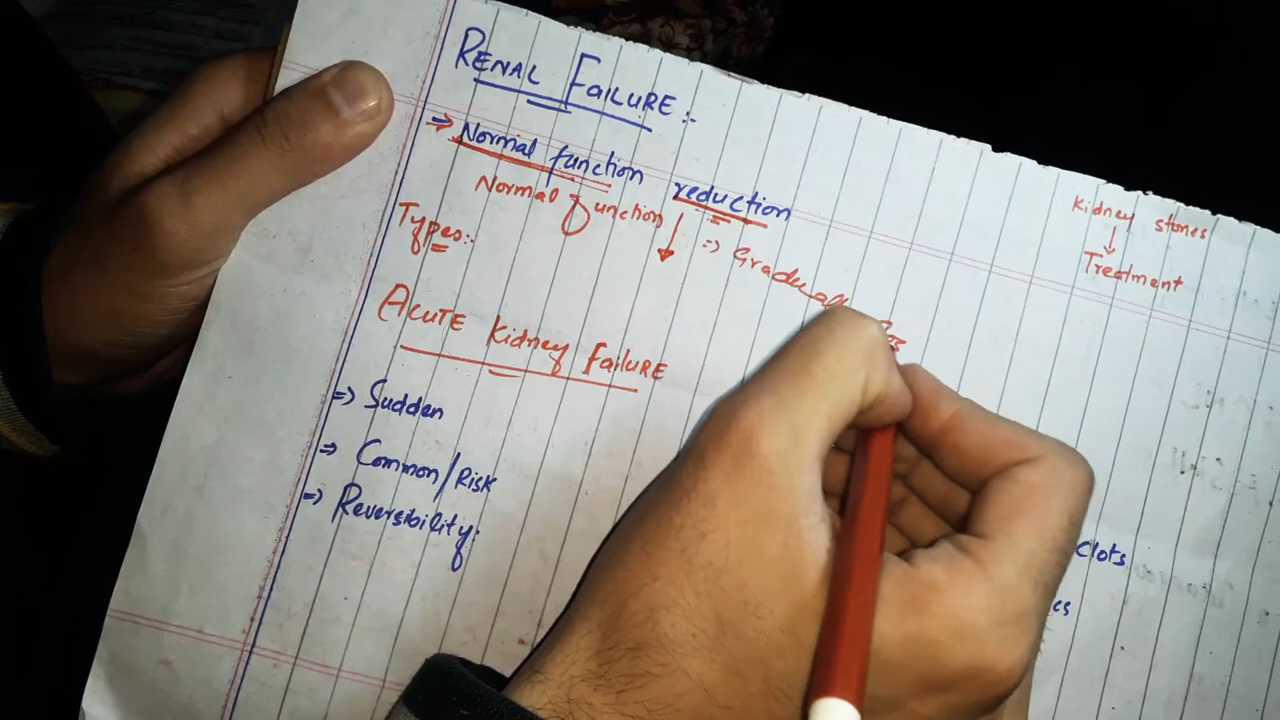 RENAL FAILURE:-
⇒ Normal function reduction
Normal function ↓ ⇒ Gradually
Types:-
ACUTE Kidney FAILURE
⇒ Sudden
⇒ Common/Risk
⇒ Reversibility:
Kidney stones
↓
Treatment
clots